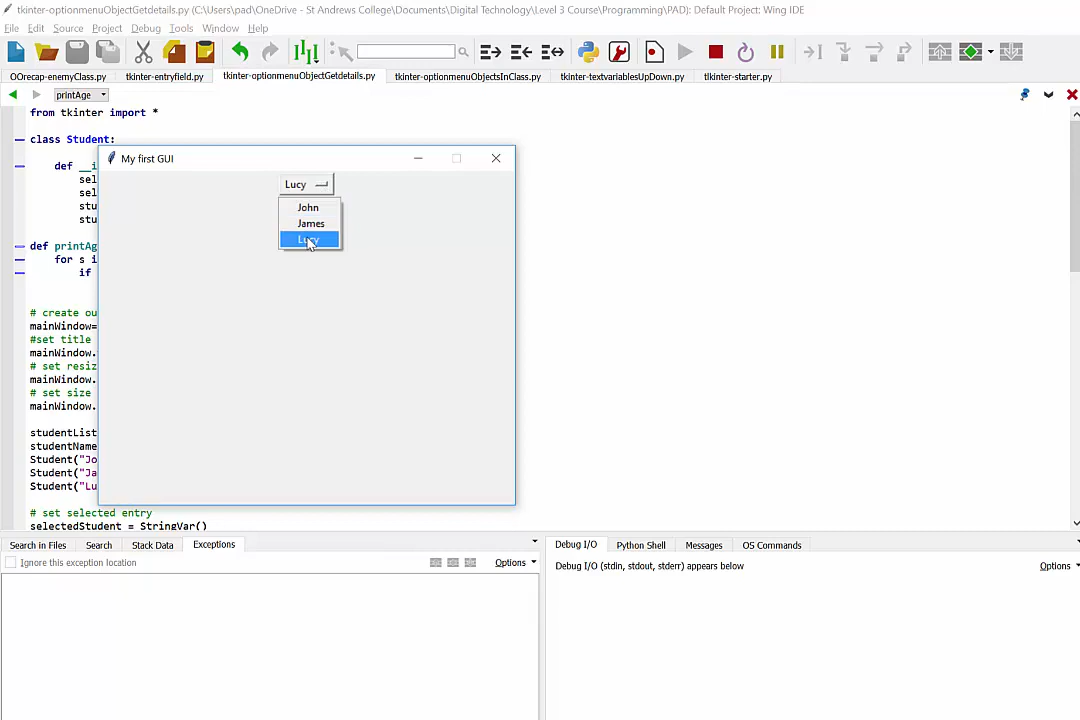 tkinter-optionmenuObjectGetdetails.py (C:\Users\pad\OneDrive - St Andrews College\Documents\Digital Technology\Level 3 Course\Programming\PAD): Default Project: Wing IDE
File Edit Source Project Debug Tools Window Help
OOrecap-enemyClass.py tkinter-entryfield.py tkinter-optionmenuObjectGetdetails.py tkinter-optionmenuObjectsInClass.py tkinter-textvariablesUpDown.py tkinter-starter.py
printAge
from tkinter import *
class Student:
My first GUI
def __i
sel
Lucy
sel
stu
John
stu
James
Lucy
def printAg
for s i
if
# create ou
mainWindow=
#set title
mainWindow.
# set resiz
mainWindow.
# set size
mainWindow.
studentList
studentName
Student("Jo
Student("Ja
Student("Lu
# set selected entry
selectedStudent = StringVar()
Search in Files Search Stack Data Exceptions
Debug I/O Python Shell Messages OS Commands
Ignore this exception location Options
Debug I/O (stdin, stdout, stderr) appears below Options